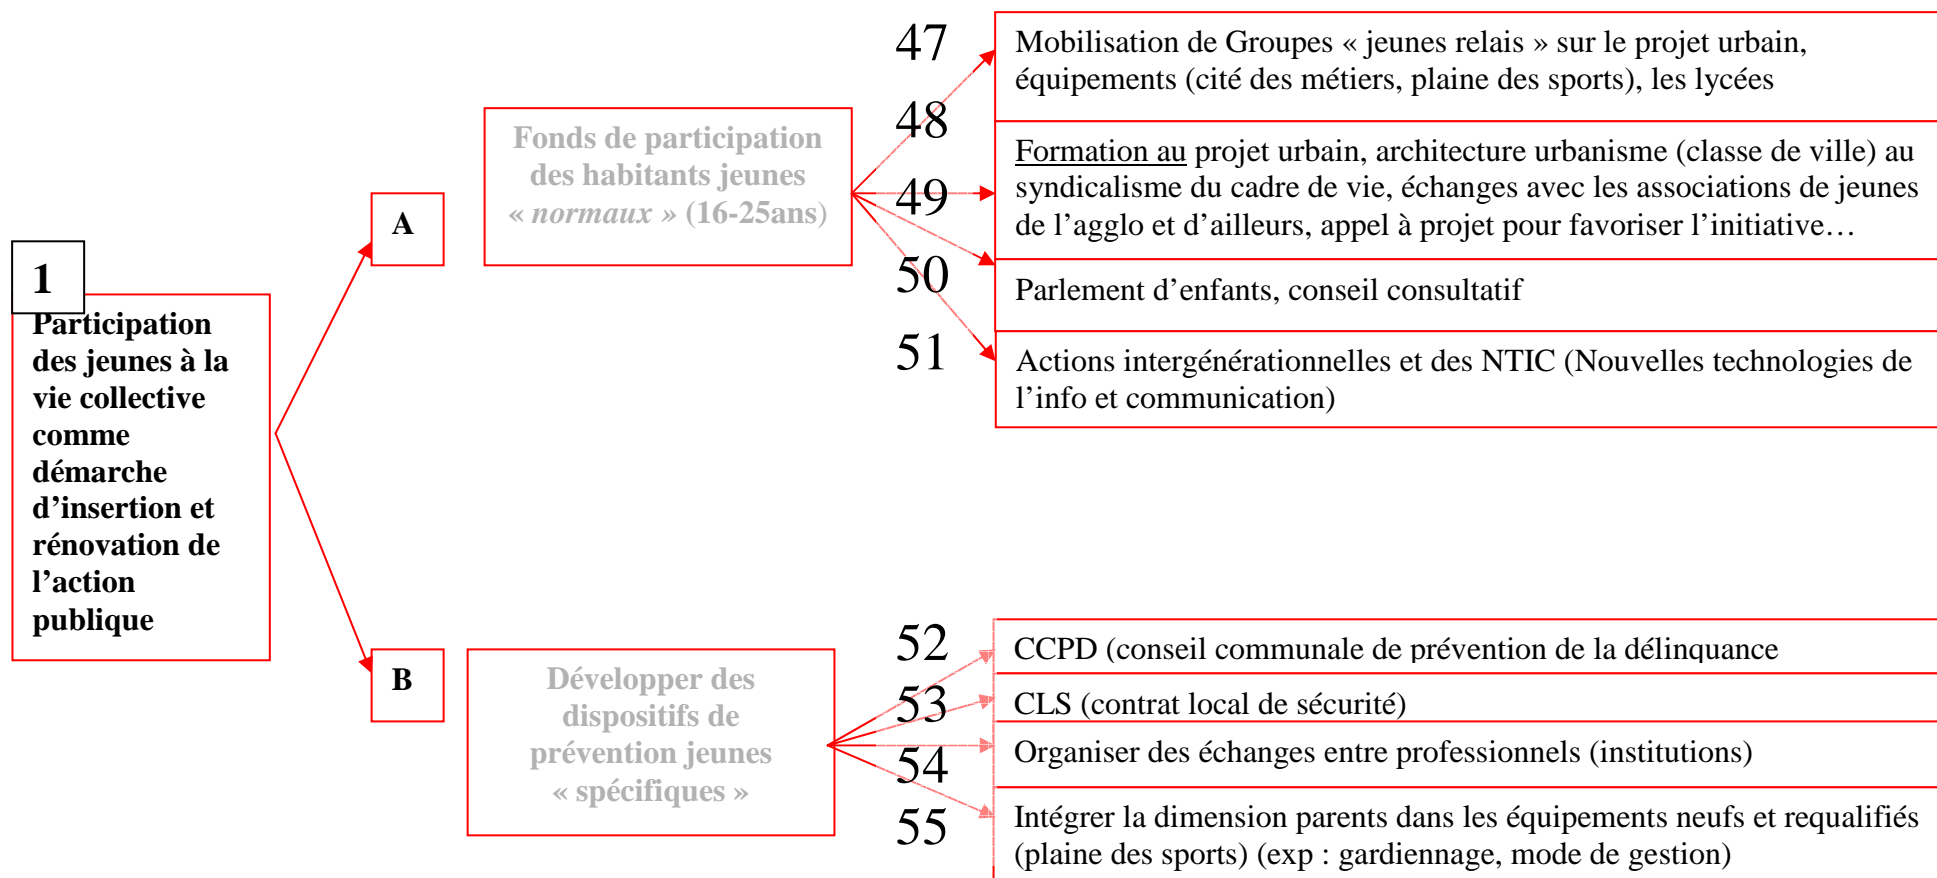 1
Participation
des jeunes à la
vie collective
comme
démarche
d'insertion et
rénovation de
l'action
publique
A
Fonds de participation
des habitants jeunes
« normaux » (16-25ans)
47
Mobilisation de Groupes « jeunes relais » sur le projet urbain,
équipements (cité des métiers, plaine des sports), les lycées
48
Formation au projet urbain, architecture urbanisme (classe de ville) au
syndicalisme du cadre de vie, échanges avec les associations de jeunes
de l'agglo et d'ailleurs, appel à projet pour favoriser l'initiative…
49
50
Parlement d'enfants, conseil consultatif
51
Actions intergénérationnelles et des NTIC (Nouvelles technologies de
l'info et communication)
B
Développer des
dispositifs de
prévention jeunes
« spécifiques »
52
CCPD (conseil communale de prévention de la délinquance
53
CLS (contrat local de sécurité)
54
Organiser des échanges entre professionnels (institutions)
55
Intégrer la dimension parents dans les équipements neufs et requalifiés
(plaine des sports) (exp : gardiennage, mode de gestion)